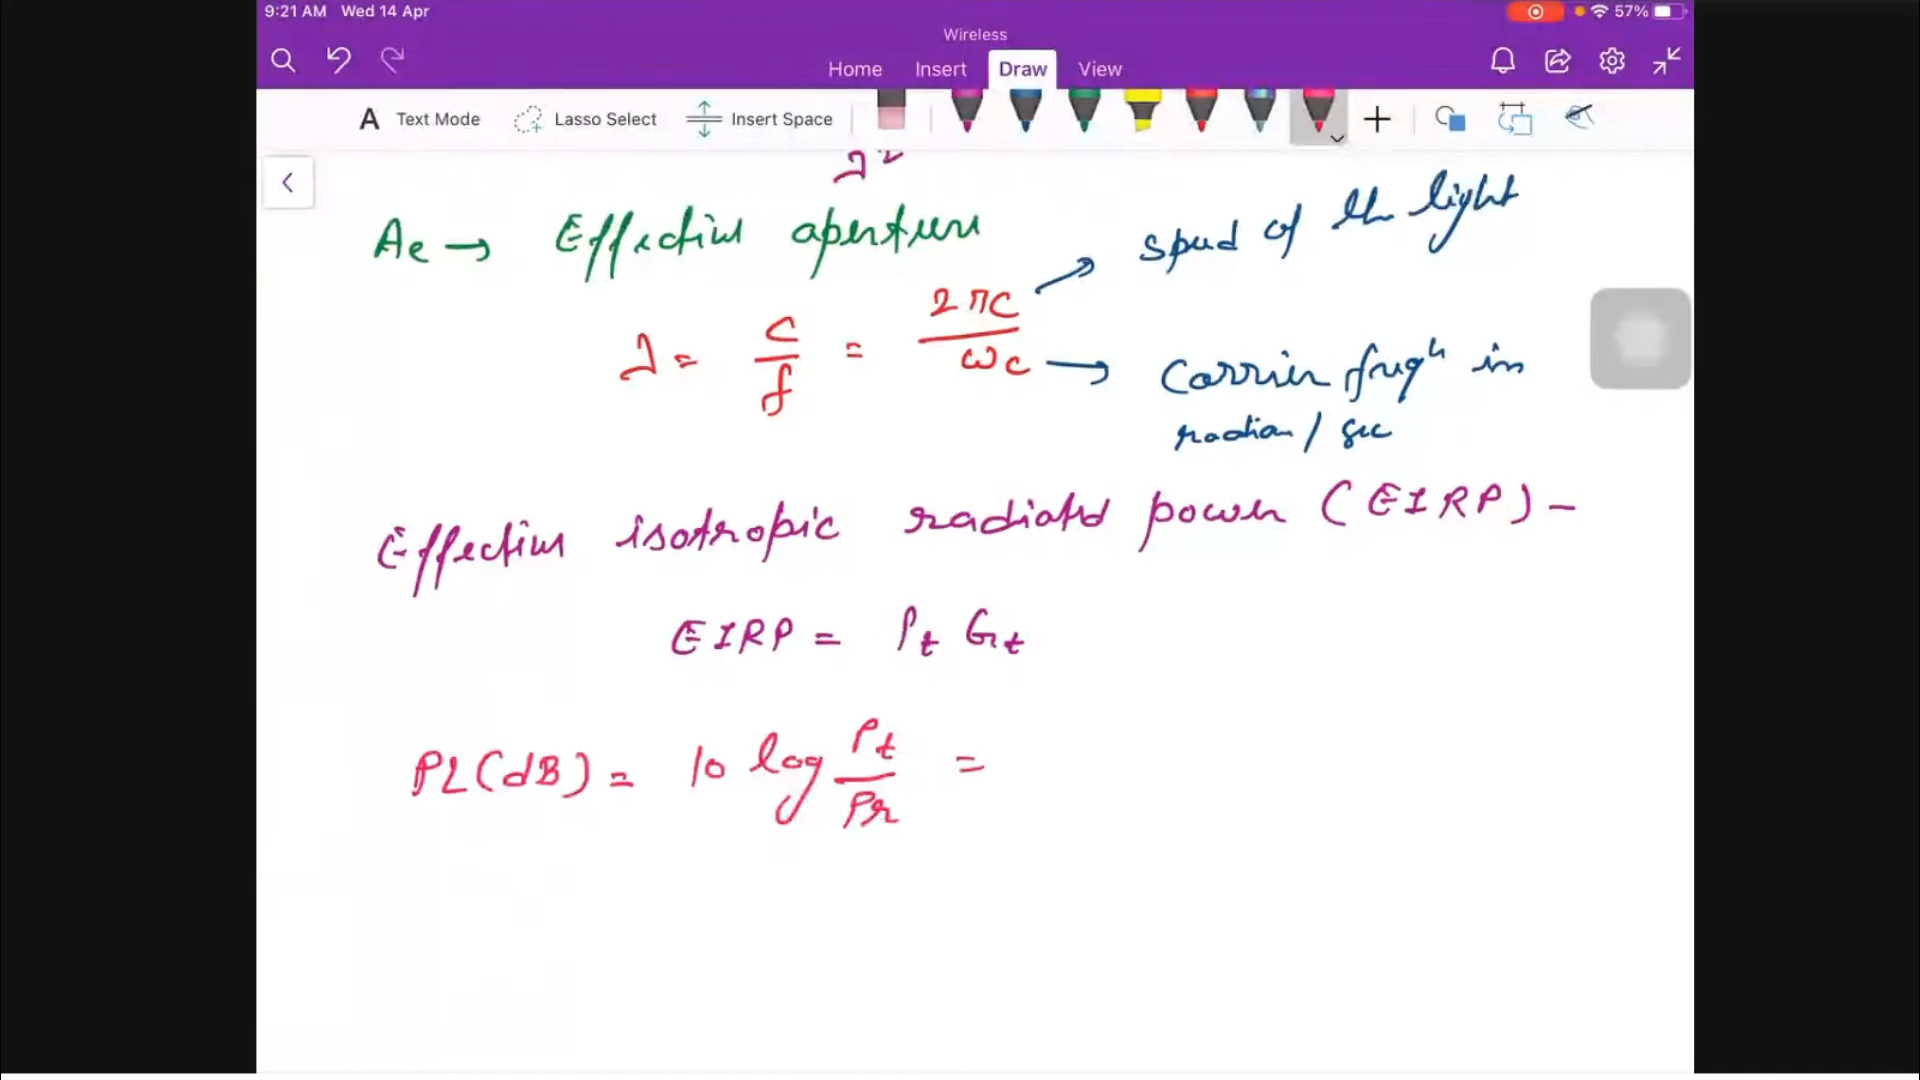 9:21 AM Wed 14 Apr
57%
Wireless
Home Insert Draw View
Text Mode Lasso Select Insert Space
λ²
Ae → Effective aperture
speed of the light
λ = c/f = 2πc/ωc
→ Carrier freqⁿ in
radian/sec
Effective isotropic radiated power (EIRP) -
EIRP = Pt Gt
PL(dB) = 10 log Pt/Pr =